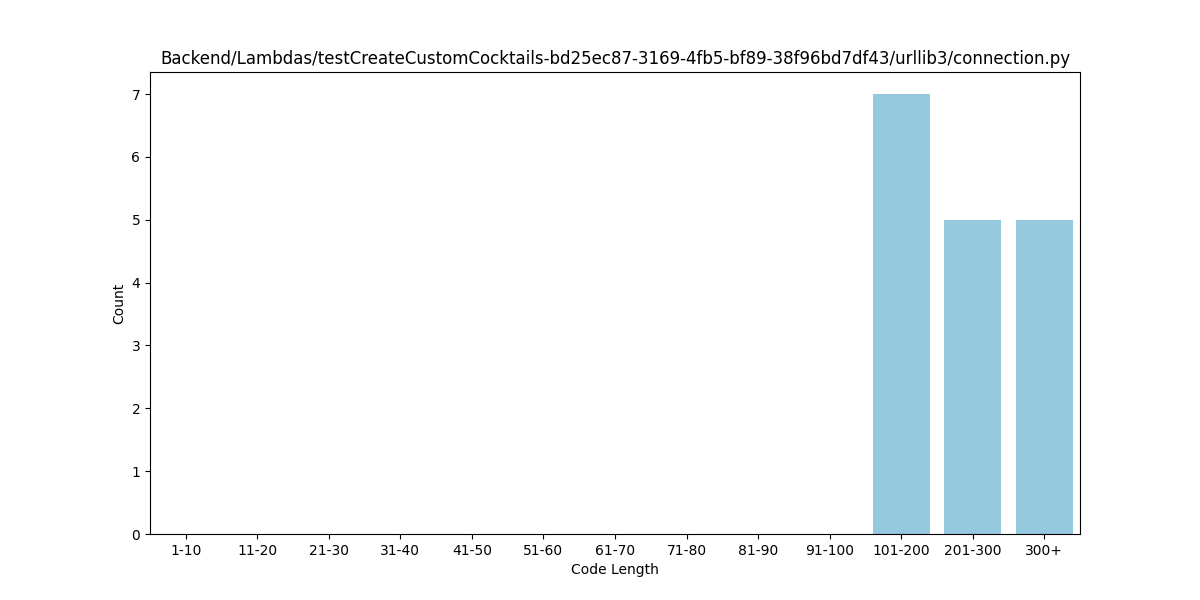 Backend/Lambdas/testCreateCustomCocktails-bd25ec87-3169-4fb5-bf89-38f96bd7df43/urllib3/connection.py
7
6
5
4
3
2
1
0
Count
1-10 11-20 21-30 31-40 41-50 51-60 61-70 71-80 81-90 91-100 101-200 201-300 300+
Code Length